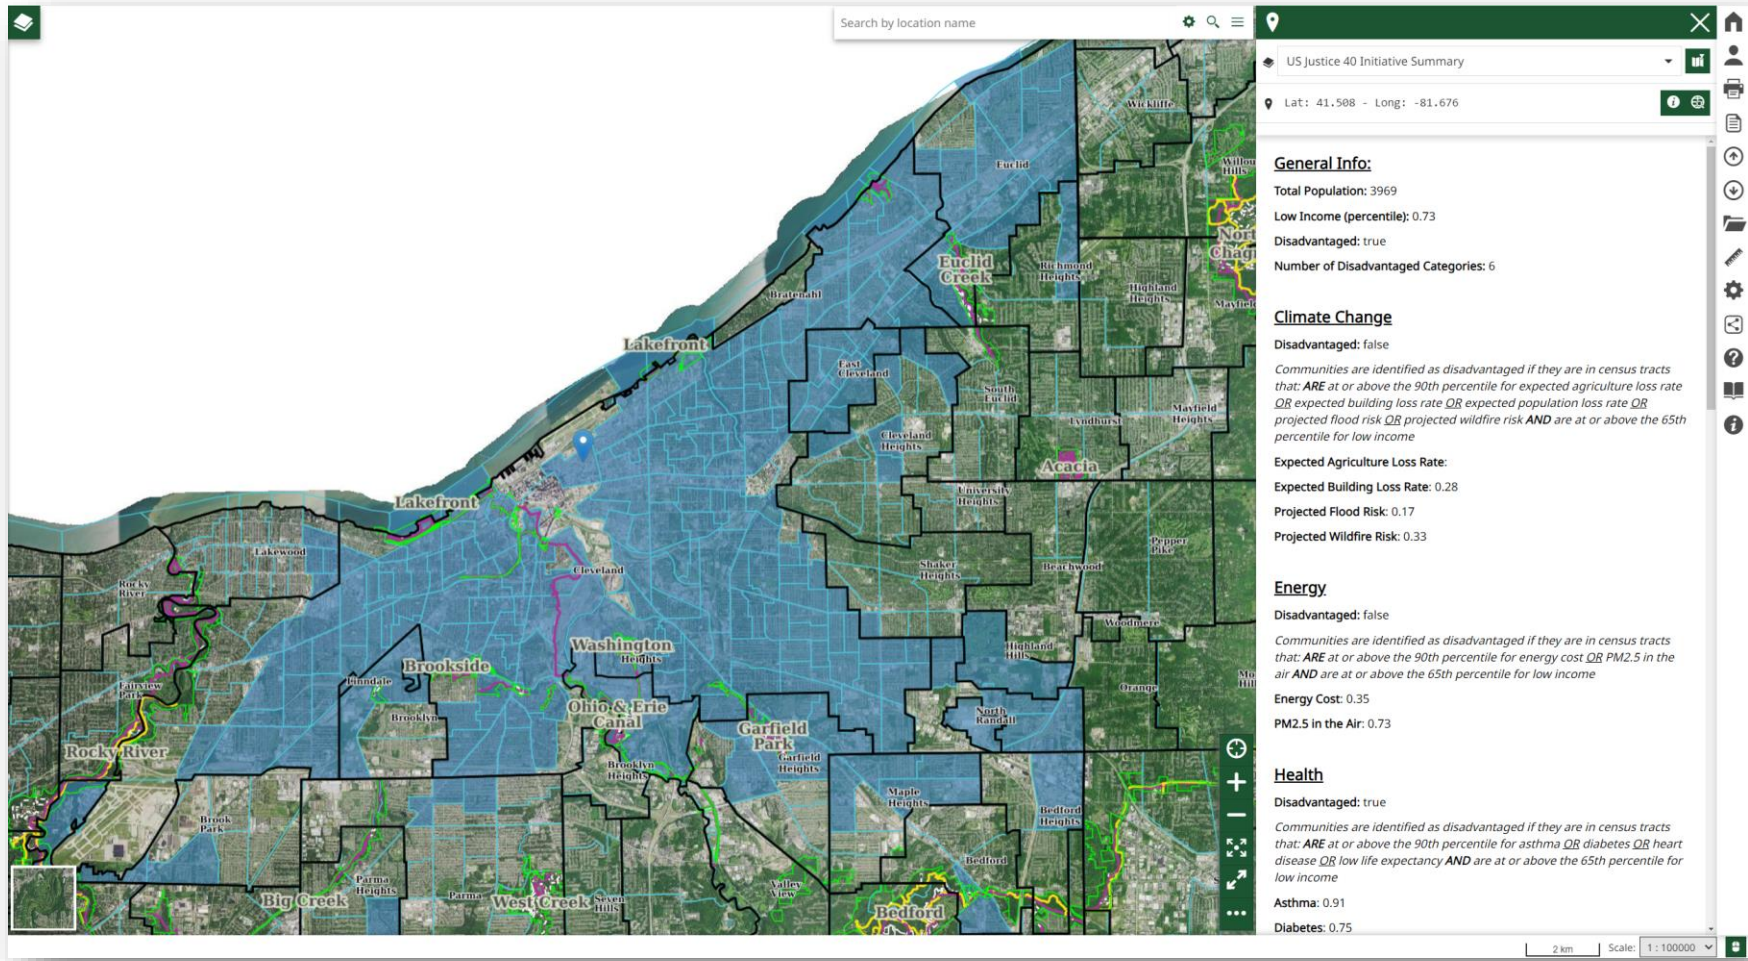 Search by location name
US Justice 40 Initiative Summary
Lat: 41.508 - Long: -81.676
General Info:
Total Population: 3969
Low Income (percentile): 0.73
Disadvantaged: true
Number of Disadvantaged Categories: 6
Climate Change
Disadvantaged: false
Communities are identified as disadvantaged if they are in census tracts
that: ARE at or above the 90th percentile for expected agriculture loss rate
OR expected building loss rate OR expected population loss rate OR
projected flood risk OR projected wildfire risk AND are at or above the 65th
percentile for low income
Expected Agriculture Loss Rate:
Expected Building Loss Rate: 0.28
Projected Flood Risk: 0.17
Projected Wildfire Risk: 0.33
Energy
Disadvantaged: false
Communities are identified as disadvantaged if they are in census tracts
that: ARE at or above the 90th percentile for energy cost OR PM2.5 in the
air AND are at or above the 65th percentile for low income
Energy Cost: 0.35
PM2.5 in the Air: 0.73
Health
Disadvantaged: true
Communities are identified as disadvantaged if they are in census tracts
that: ARE at or above the 90th percentile for asthma OR diabetes OR heart
disease OR low life expectancy AND are at or above the 65th percentile for
low income
Asthma: 0.91
Diabetes: 0.75
Wickliffe
Euclid
Willou
Hills
Nort
Chagr
Mayfield
Euclid
Creek
Richmond
Heights
Highland
Heights
Bratenahl
Lakefront
East
Cleveland
South
Euclid
Lyndhurst
Mayfield
Heights
Cleveland
Heights
Acacia
University
Heights
Lakefront
Lakewood
Cleveland
Shaker
Heights
Beachwood
Pepper
Pike
Rocky
River
Woodmere
Washington
Heights
Highland
Hills
Brookside
Linndale
Fairview
Park
Orange
Mo
Hill
Ohio & Erie
Canal
Brooklyn
North
Randall
Garfield
Park
Rocky River
Garfield
Heights
Brooklyn
Heights
Maple
Heights
Bedford
Heights
Brook
Park
Bedford
Parma
Heights
Big Creek
Parma
West Creek
Seven
Hills
Valley
View
Bedford
2 km
Scale:
1 : 100000